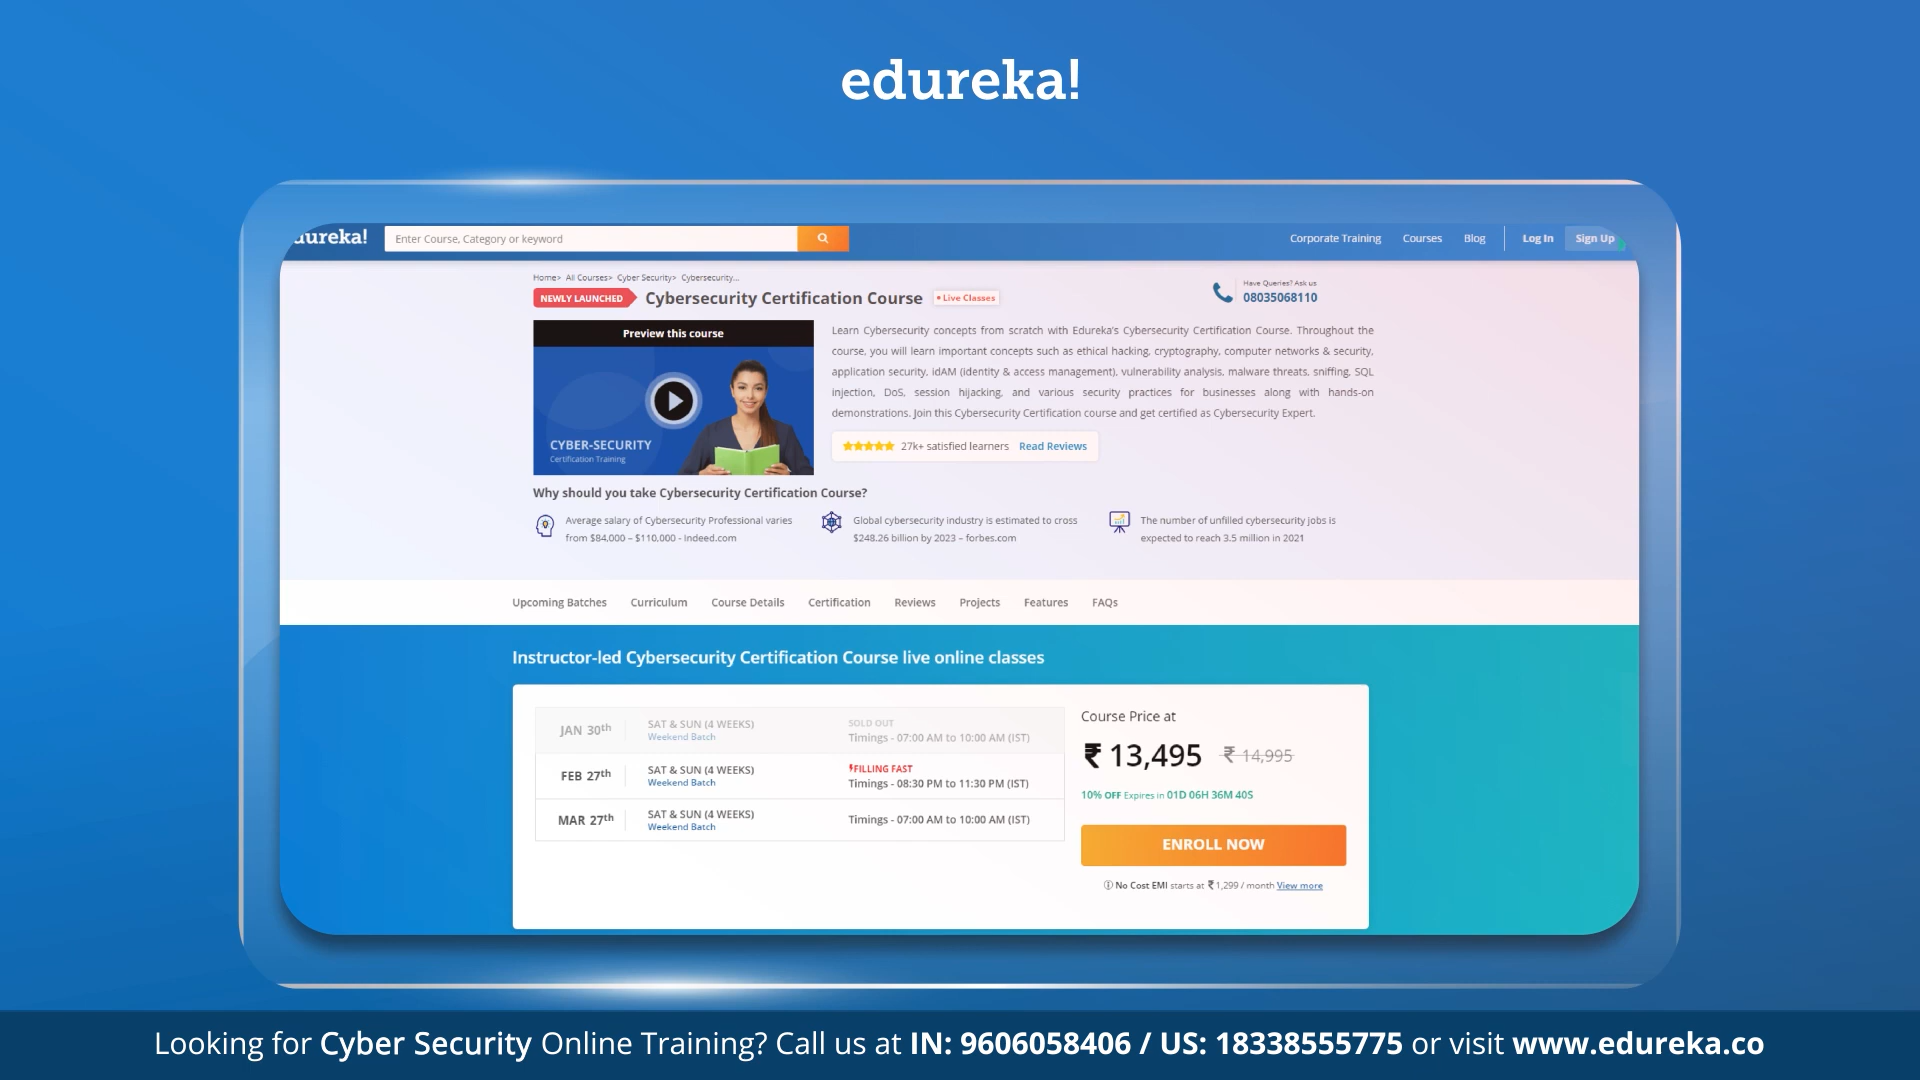 edureka!
edureka!
Enter Course, Category or keyword
Corporate Training Courses Blog Log In Sign Up
Home> All Courses> Cyber Security> Cybersecurity...
NEWLY LAUNCHED Cybersecurity Certification Course • Live Classes
Have Queries? Ask us
08035068110
Preview this course
CYBER-SECURITY
Certification Training
Learn Cybersecurity concepts from scratch with Edureka's Cybersecurity Certification Course. Throughout the
course, you will learn important concepts such as ethical hacking, cryptography, computer networks & security,
application security, idAM (identity & access management), vulnerability analysis, malware threats, sniffing, SQL
injection, DoS, session hijacking, and various security practices for businesses along with hands-on
demonstrations. Join this Cybersecurity Certification course and get certified as Cybersecurity Expert.
27k+ satisfied learners Read Reviews
Why should you take Cybersecurity Certification Course?
Average salary of Cybersecurity Professional varies
from $84,000 – $110,000 - Indeed.com
Global cybersecurity industry is estimated to cross
$248.26 billion by 2023 – forbes.com
The number of unfilled cybersecurity jobs is
expected to reach 3.5 million in 2021
Upcoming Batches Curriculum Course Details Certification Reviews Projects Features FAQs
Instructor-led Cybersecurity Certification Course live online classes
JAN 30th
SAT & SUN (4 WEEKS)
Weekend Batch
SOLD OUT
Timings - 07:00 AM to 10:00 AM (IST)
FEB 27th
SAT & SUN (4 WEEKS)
Weekend Batch
FILLING FAST
Timings - 08:30 PM to 11:30 PM (IST)
MAR 27th
SAT & SUN (4 WEEKS)
Weekend Batch
Timings - 07:00 AM to 10:00 AM (IST)
Course Price at
₹ 13,495 ₹ 14,995
10% OFF Expires in 01D 06H 36M 40S
ENROLL NOW
No Cost EMI starts at ₹ 1,299 / month View more
Looking for Cyber Security Online Training? Call us at IN: 9606058406 / US: 18338555775 or visit www.edureka.co